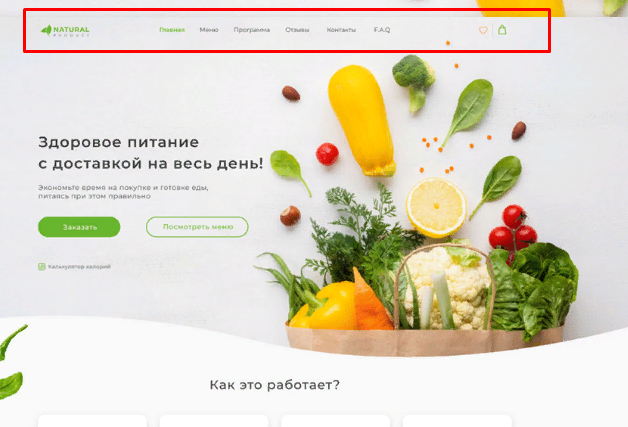 NATURAL
Главная Меню Программа Отзывы Контакты F.A.Q
Здоровое питание
с доставкой на весь день!
Экономьте время на покупке и готовке еды,
питаясь при этом правильно
Заказать Посмотреть меню
Калькулятор калорий
Как это работает?